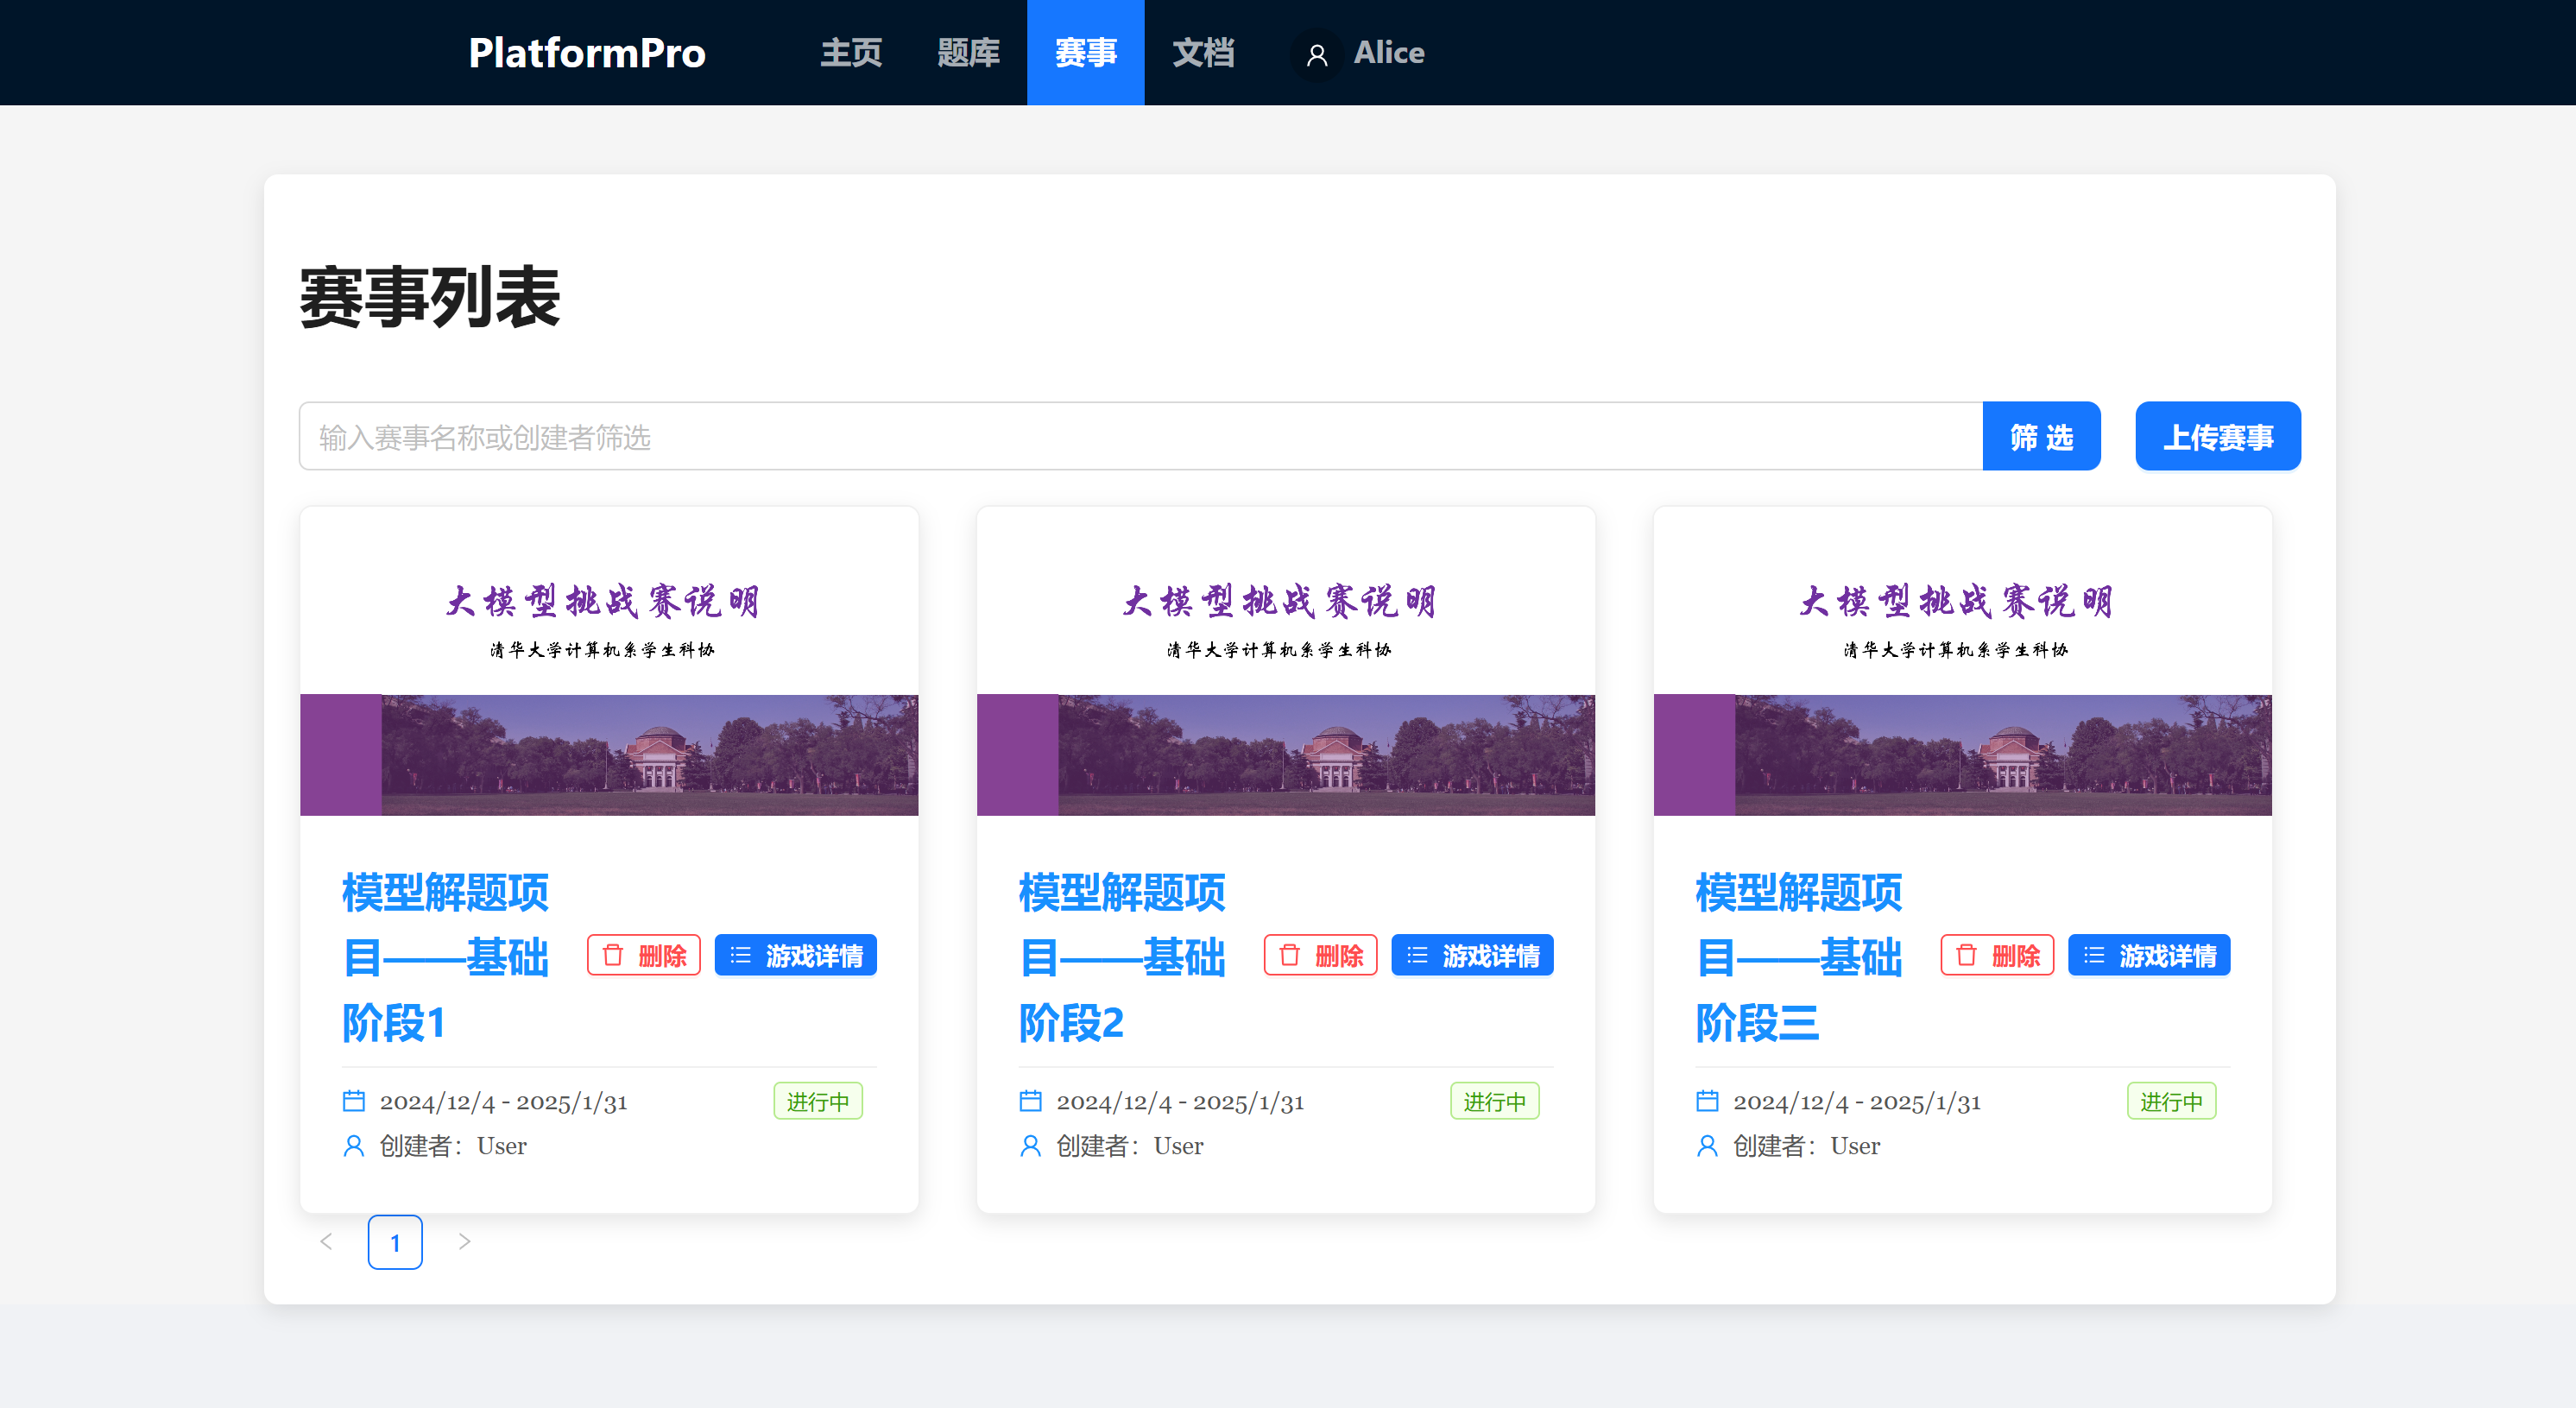 PlatformPro 主页 题库 赛事 文档 Alice
赛事列表
输入赛事名称或创建者筛选 筛 选 上传赛事
大模型挑战赛说明
清华大学计算机系学生科协
模型解题项
目——基础
阶段1
删除 游戏详情
2024/12/4 - 2025/1/31 进行中
创建者：User
大模型挑战赛说明
清华大学计算机系学生科协
模型解题项
目——基础
阶段2
删除 游戏详情
2024/12/4 - 2025/1/31 进行中
创建者：User
大模型挑战赛说明
清华大学计算机系学生科协
模型解题项
目——基础
阶段三
删除 游戏详情
2024/12/4 - 2025/1/31 进行中
创建者：User
< 1 >